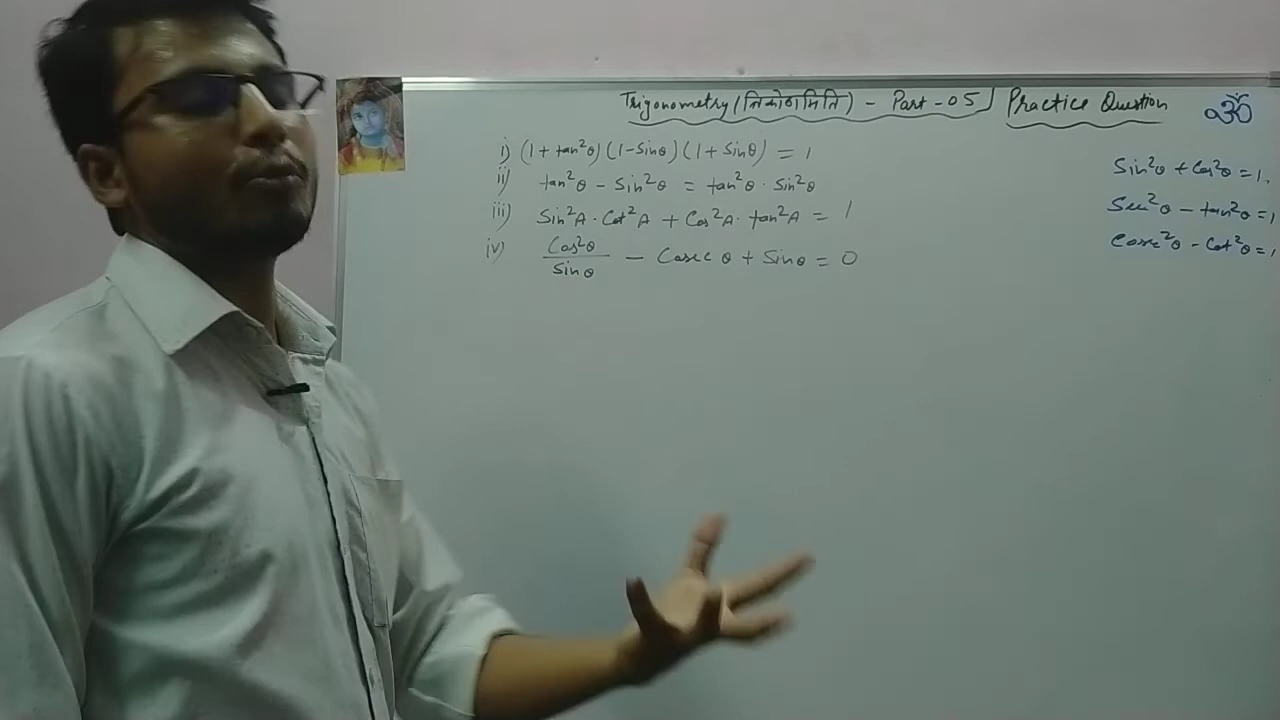 Trigonometry (त्रिकोणमिति) - Part - 05 Practice Question ॐ
i) (1 + tan²θ) (1 - sinθ) (1 + sinθ) = 1
ii) tan²θ - sin²θ = tan²θ · sin²θ
iii) sin²A · cot²A + cos²A · tan²A = 1
iv) cos²θ / sinθ - cosec θ + sinθ = 0
sin²θ + cos²θ = 1.
sec²θ - tan²θ = 1
cosec²θ - cot²θ = 1